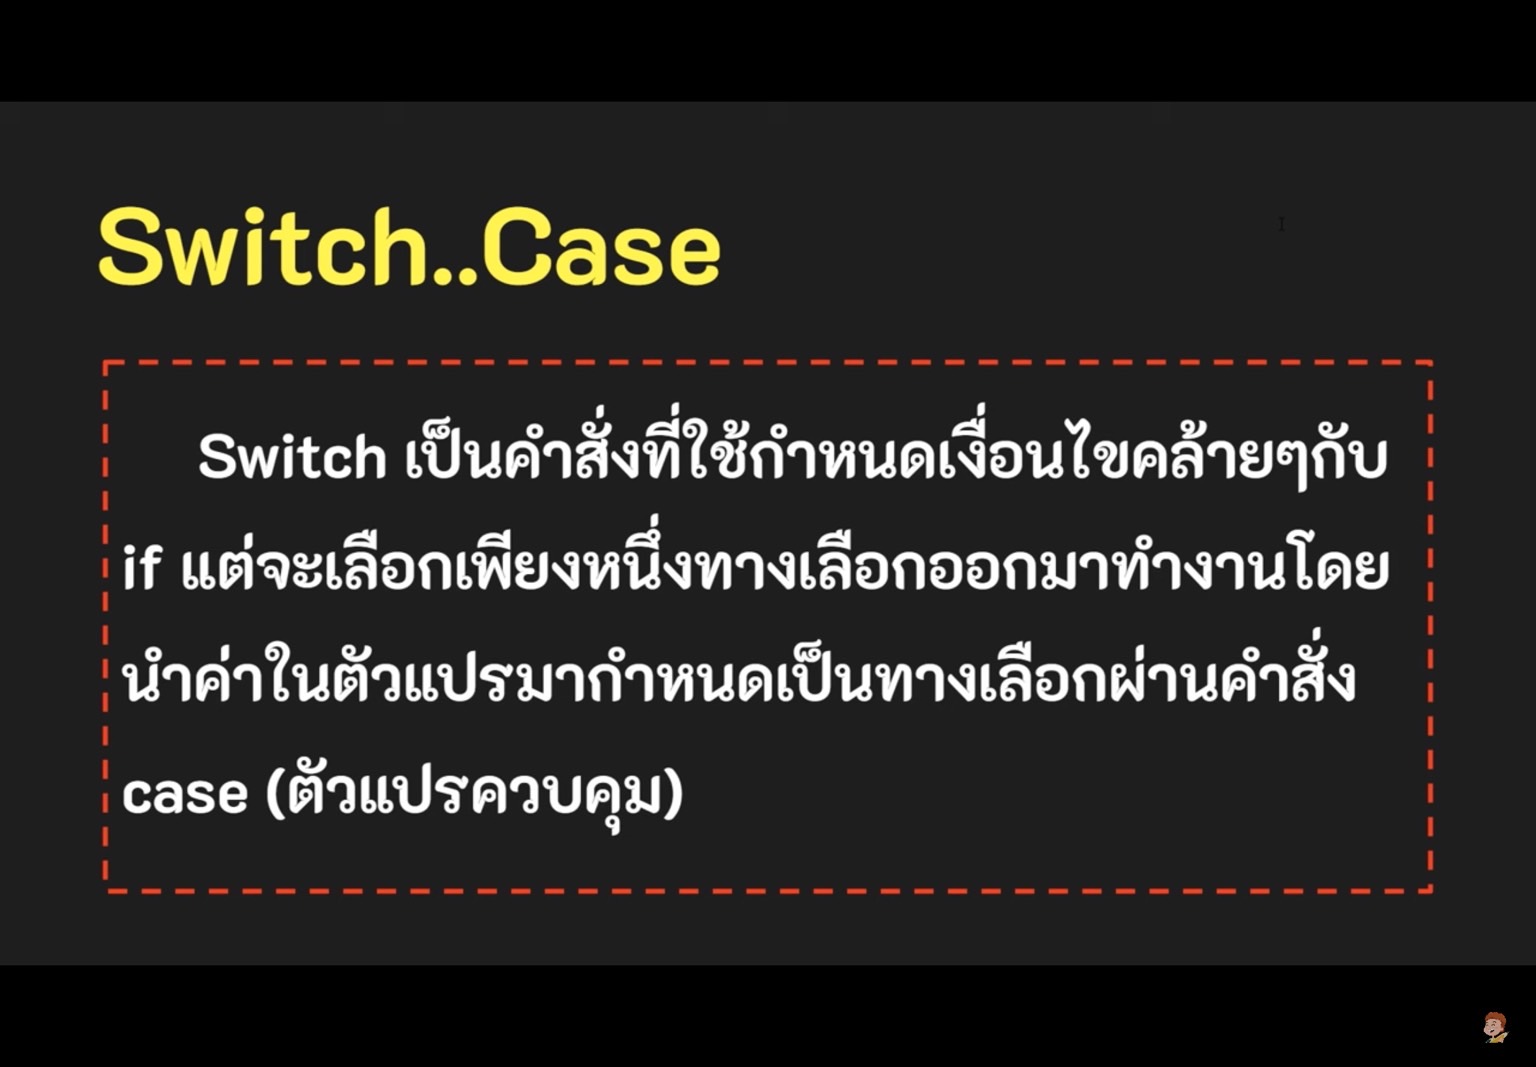 Switch..Case
Switch เป็นคำสั่งที่ใช้กำหนดเงื่อนไขคล้ายๆกับ
if แต่จะเลือกเพียงหนึ่งทางเลือกออกมาทำงานโดย
นำค่าในตัวแปรมากำหนดเป็นทางเลือกผ่านคำสั่ง
case (ตัวแปรควบคุม)